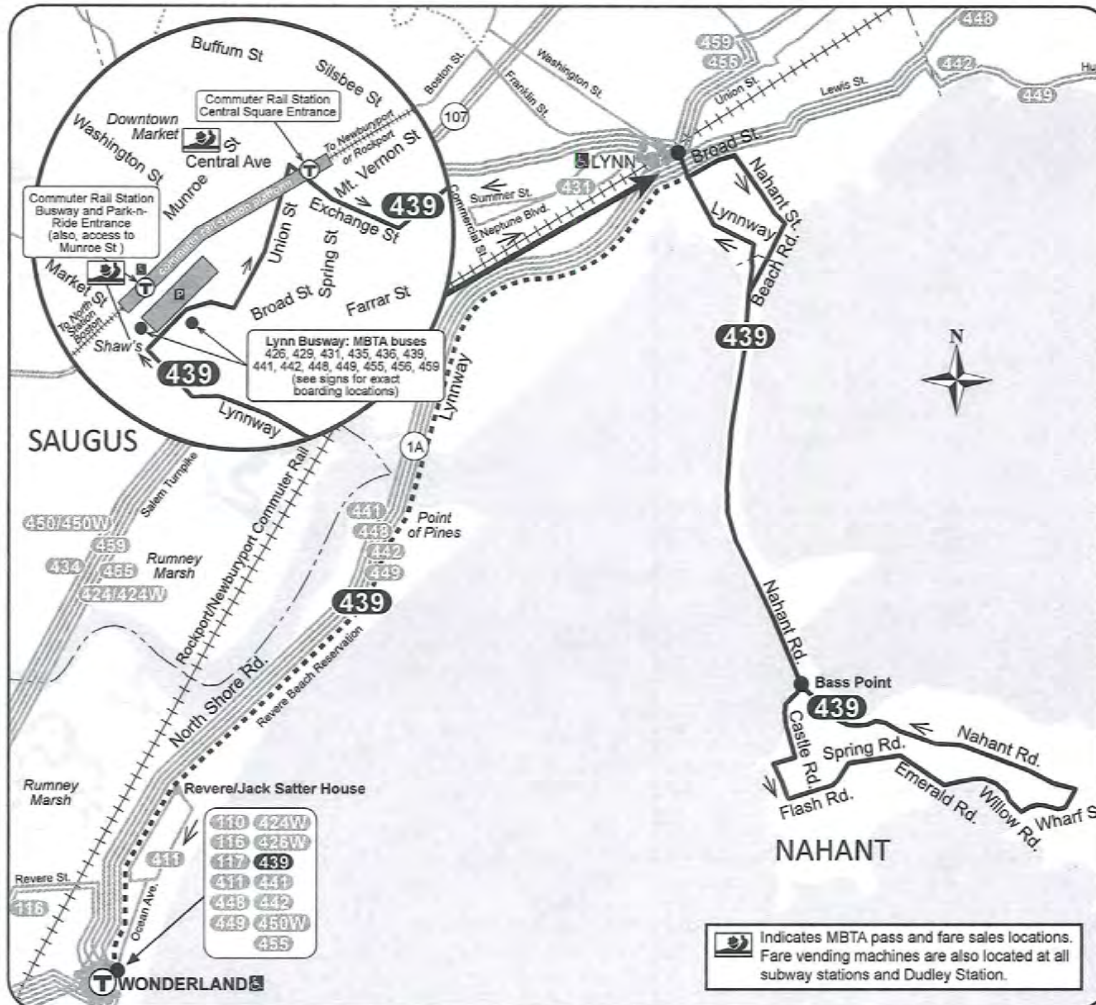 Buffum St
Silsbee St
Commuter Rail Station
Central Square Entrance
Downtown
Market
St
Washington St
Central Ave
Munroe
To Newburyport
or Rockport
Mt. Vernon St
Commuter Rail Station
Busway and Park-n-
Ride Entrance
(also, access to
Munroe St )
commuter rail station platform
T
T
P
439
Exchange St
Union St
Spring St
Broad St
Farrar St
Market St
To North
Station
Boston
Shaw's
Lynn Busway: MBTA buses
426, 429, 431, 435, 436, 439,
441, 442, 448, 449, 455, 456, 459
(see signs for exact
boarding locations)
439
Lynnway
Boston St.
107
Franklin St.
Washington St.
459
455
Union St.
Lewis St.
448
442
449
Hu
LYNN
431
Broad St.
Summer St.
Neptune Blvd.
Commercial St.
Nahant St.
Lynnway
Beach Rd.
439
N
Lynnway
1A
SAUGUS
Salem Turnpike
450/450W
459
434
455
424/424W
Rumney
Marsh
Rockport/Newburyport Commuter Rail
441
448
442
449
439
Point
of Pines
North Shore Rd.
Revere Beach Reservation
Nahant Rd.
Bass Point
439
Castle Rd.
Nahant Rd.
Spring Rd.
Flash Rd.
Emerald Rd.
Willow Rd.
Wharf S
NAHANT
Rumney
Marsh
Revere/Jack Satter House
110 424W
116 426W
117 439
411 441
448 442
449 450W
455
411
Revere St.
116
Ocean Ave.
T WONDERLAND
Indicates MBTA pass and fare sales locations.
Fare vending machines are also located at all
subway stations and Dudley Station.